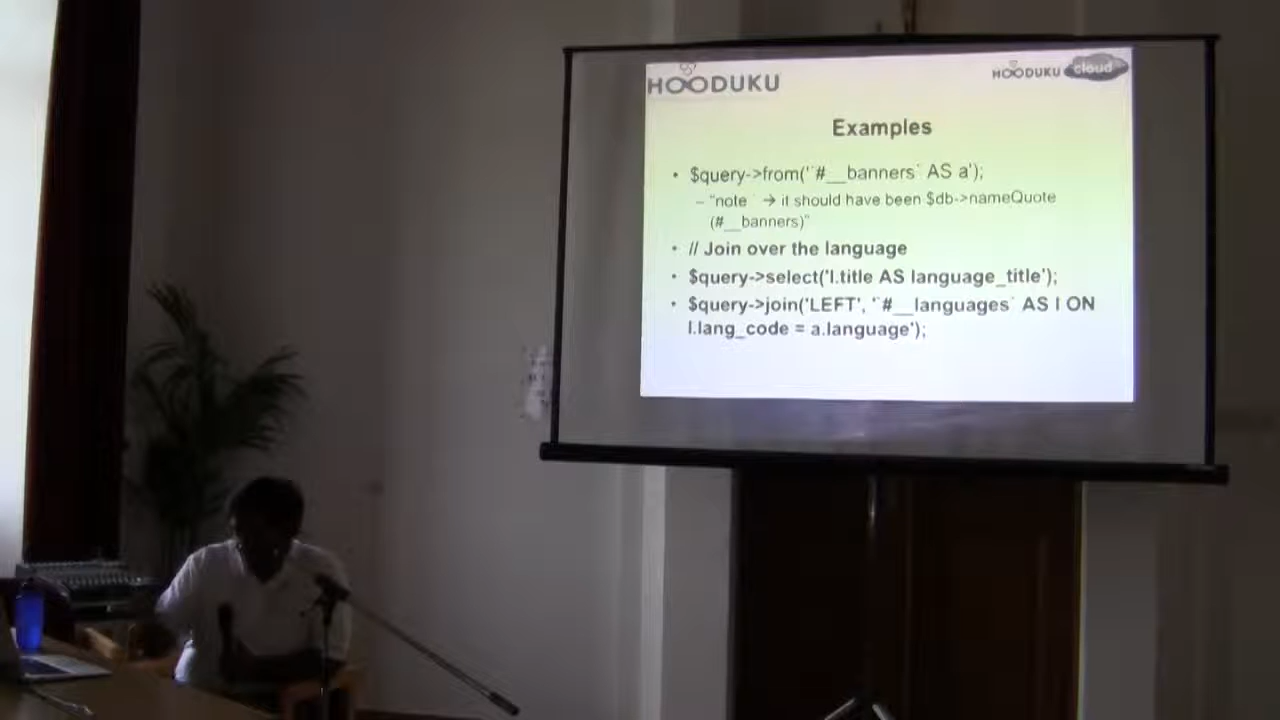 HOODUKU
HOODUKU cloud
Examples
• $query->from('`#__banners` AS a');
– "note ` → it should have been $db->nameQuote
(#__banners)"
• // Join over the language
• $query->select('l.title AS language_title');
• $query->join('LEFT', '`#__languages` AS l ON
l.lang_code = a.language');